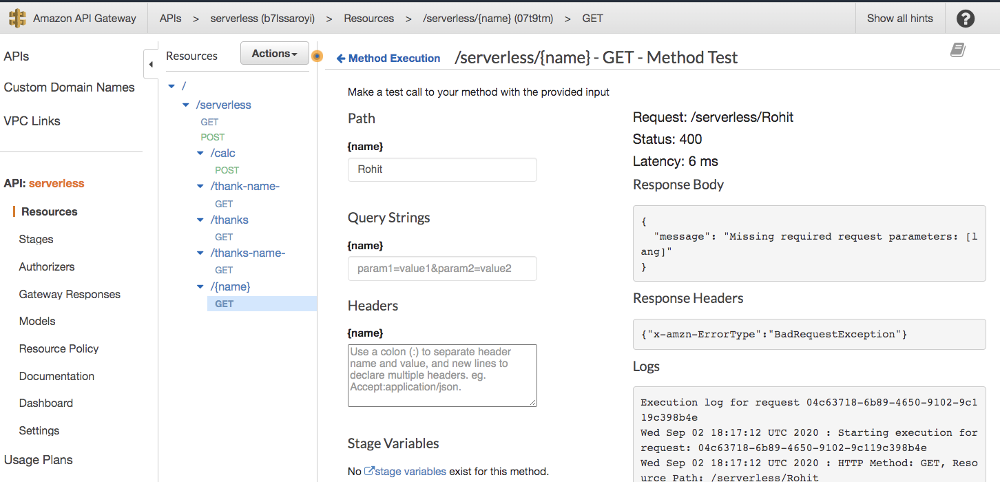 Amazon API Gateway APIs > serverless (b7lssaroyi) > Resources > /serverless/{name} (07t9tm) > GET Show all hints ?
APIs
Custom Domain Names
VPC Links
API: serverless
Resources
Stages
Authorizers
Gateway Responses
Models
Resource Policy
Documentation
Dashboard
Settings
Usage Plans
Resources Actions
/
/serverless
GET
POST
/calc
POST
/thank-name-
GET
/thanks
GET
/thanks-name-
GET
/{name}
GET
Method Execution /serverless/{name} - GET - Method Test
Make a test call to your method with the provided input
Path
{name}
Rohit
Query Strings
{name}
param1=value1&param2=value2
Headers
{name}
Use a colon (:) to separate header
name and value, and new lines to
declare multiple headers. eg.
Accept:application/json.
Stage Variables
No stage variables exist for this method.
Request: /serverless/Rohit
Status: 400
Latency: 6 ms
Response Body
{
"message": "Missing required request parameters: [l
ang]"
}
Response Headers
{"x-amzn-ErrorType":"BadRequestException"}
Logs
Execution log for request 04c63718-6b89-4650-9102-9c1
19c398b4e
Wed Sep 02 18:17:12 UTC 2020 : Starting execution for
request: 04c63718-6b89-4650-9102-9c119c398b4e
Wed Sep 02 18:17:12 UTC 2020 : HTTP Method: GET, Reso
urce Path: /serverless/Rohit